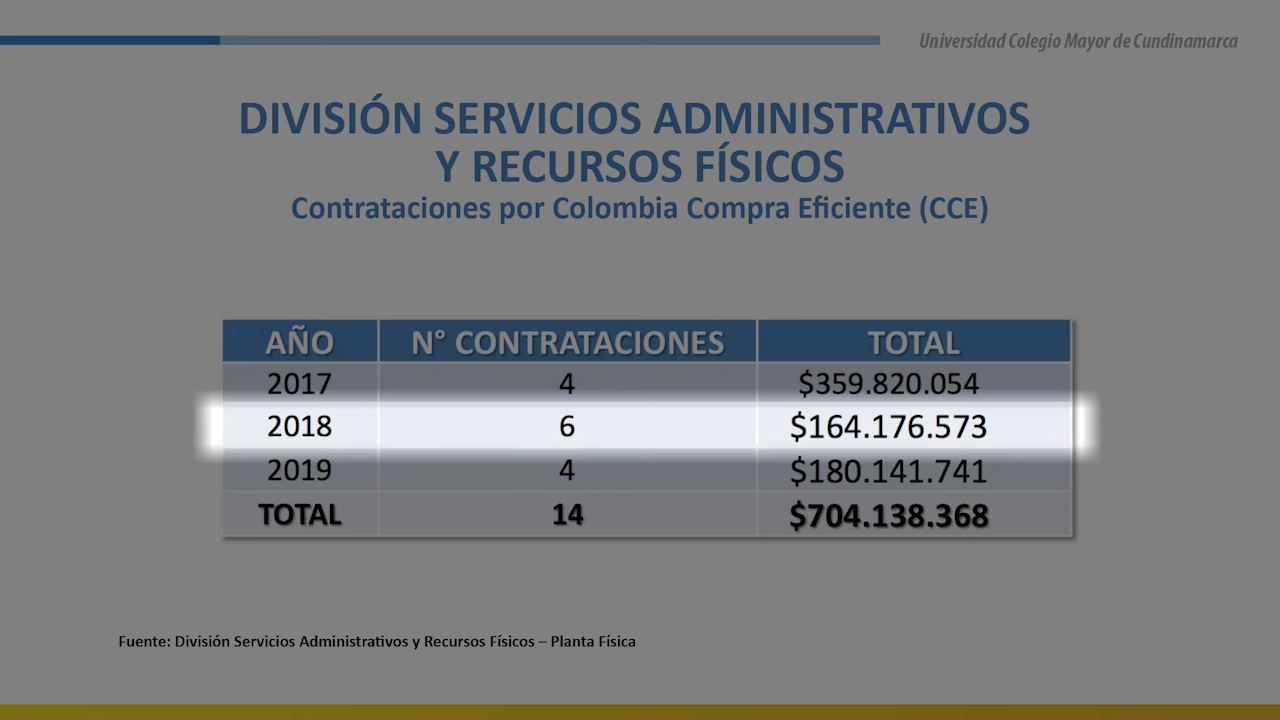 Universidad Colegio Mayor de Cundinamarca
DIVISIÓN SERVICIOS ADMINISTRATIVOS
Y RECURSOS FÍSICOS
Contrataciones por Colombia Compra Eficiente (CCE)
AÑO N° CONTRATACIONES TOTAL
2017 4 $359.820.054
2018 6 $164.176.573
2019 4 $180.141.741
TOTAL 14 $704.138.368
Fuente: División Servicios Administrativos y Recursos Físicos – Planta Física